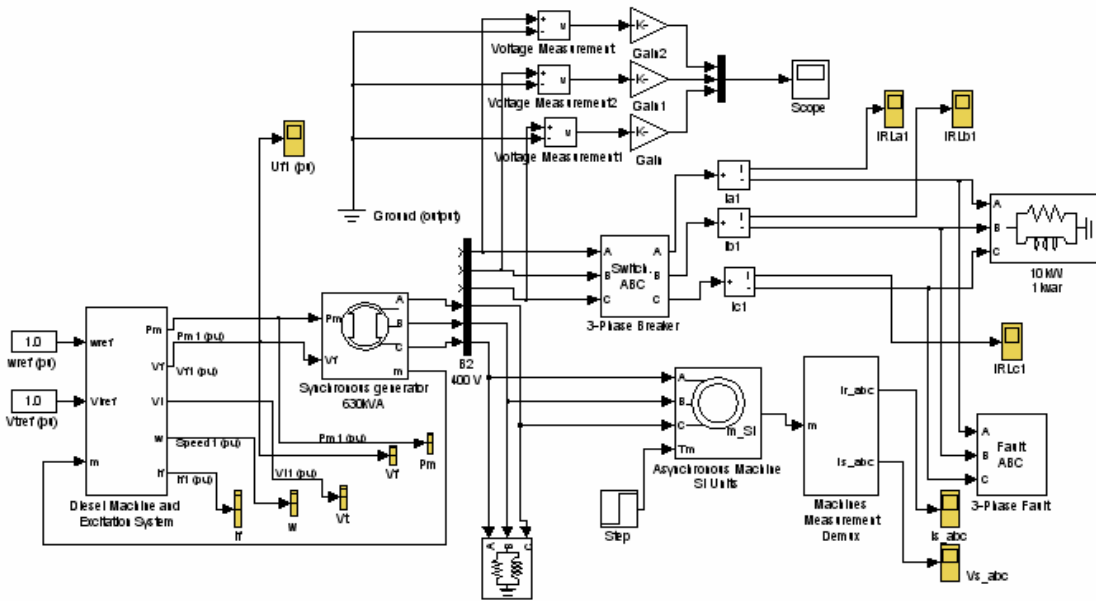 Voltage Measurement
Gain2
Voltage Measurement2
Gain1
Scope
Voltage Measurement1
Gain
IRLa1
IRLb1
Uf1 (pu)
Ia1
Ground (output)
Ib1
A
B
C
Switch.
ABC
A
B
C
A
B
C
3-Phase Breaker
Ic1
10 kW
1 kvar
1.0
wref (pu)
1.0
Vtref (pu)
wref
Vtref
m
Pm
Vf
Vt
w
If
Pm1 (pu)
Vf1 (pu)
Speed1 (pu)
If1 (pu)
Vt1 (pu)
Pm1 (pu)
Diesel Machine and
Excitation System
Pm
Vf
A
B
C
m
Synchronous generator
630kVA
B2
400 V
IRLc1
A
B
C
Tm
m_SI
Asynchronous Machine
SI Units
m
Ir_abc
Is_abc
Machines
Measurement
Demux
A
B
C
Fault
ABC
3-Phase Fault
Pm
Vf
Vt
w
If
Step
Is_abc
Vs_abc
A
B
C